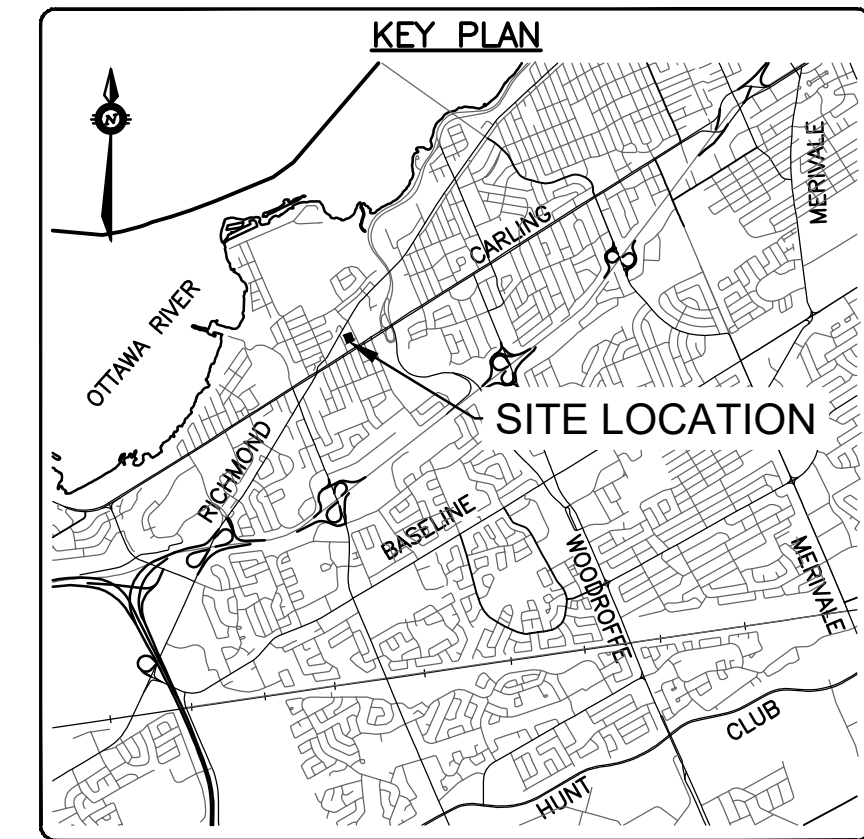 KEY PLAN
N
MERIVALE
CARLING
OTTAWA RIVER
SITE LOCATION
RICHMOND
BASELINE
WOODROFFE
MERIVALE
HUNT CLUB